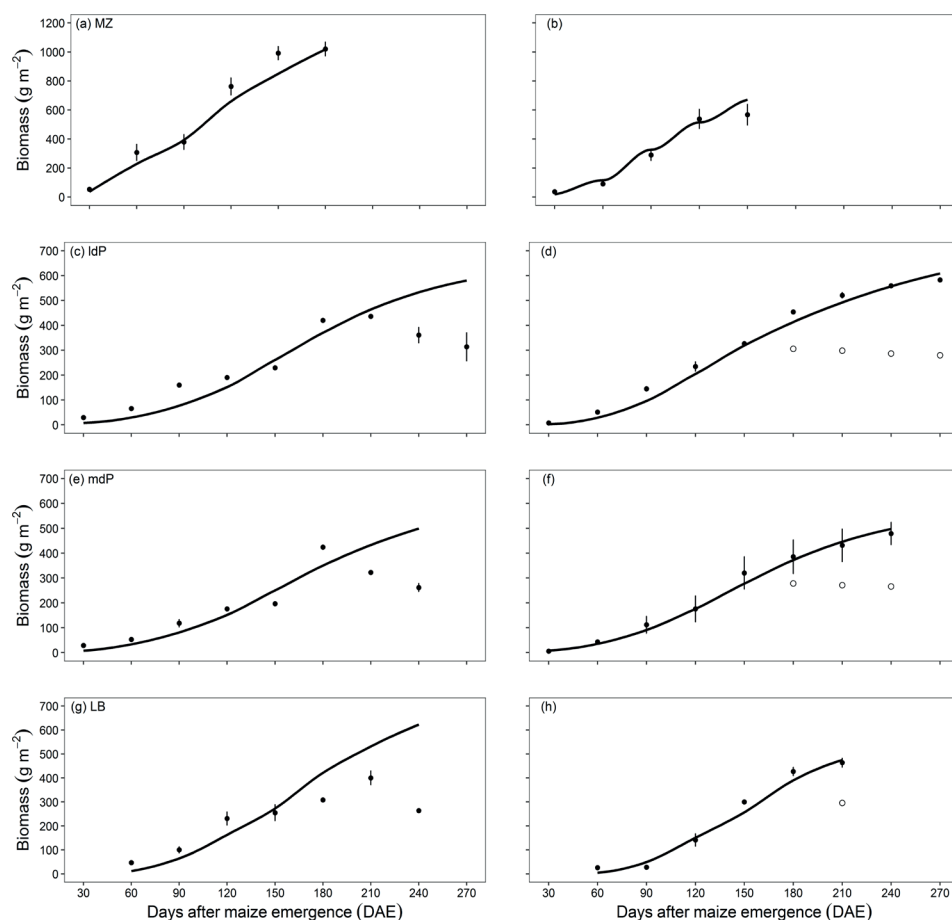 (a) MZ
(b)
1200
1000
800
600
400
200
0
Biomass (g m⁻²)
(c) ldP
(d)
700
600
500
400
300
200
100
0
Biomass (g m⁻²)
(e) mdP
(f)
700
600
500
400
300
200
100
0
Biomass (g m⁻²)
(g) LB
(h)
700
600
500
400
300
200
100
0
Biomass (g m⁻²)
30 60 90 120 150 180 210 240 270
30 60 90 120 150 180 210 240 270
Days after maize emergence (DAE)
Days after maize emergence (DAE)